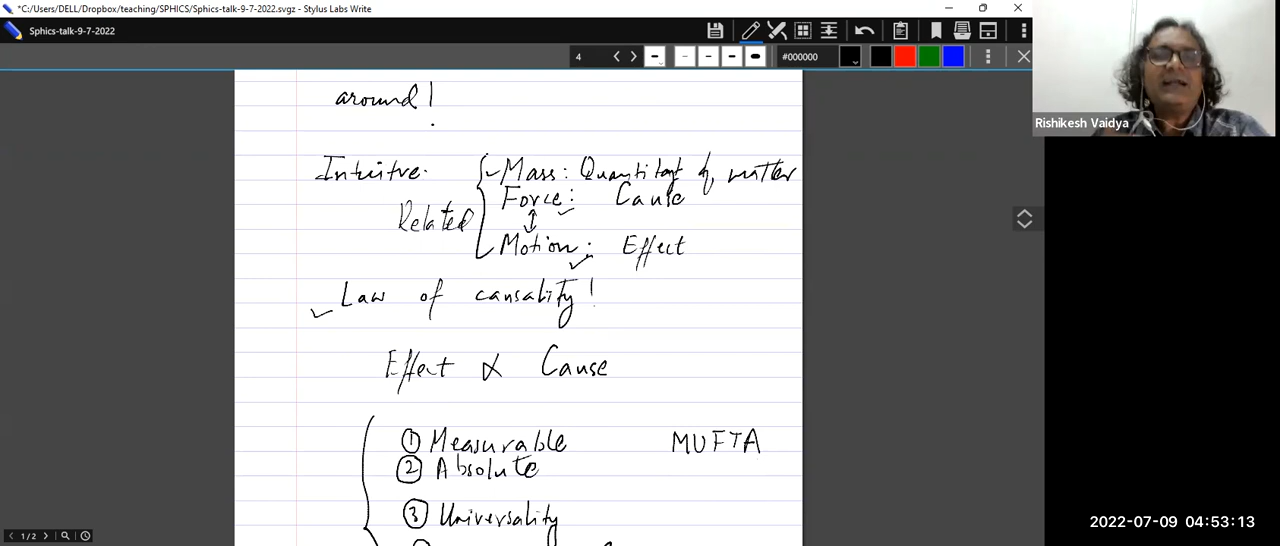 *C:/Users/DELL/Dropbox/teaching/SPHICS/Sphics-talk-9-7-2022.svgz - Stylus Labs Write
Sphics-talk-9-7-2022
4
#000000
Rishikesh Vaidya
around!
Intuitve.
Mass: Quantitat of matter
Force: Cause
Related
Motion: Effect
Law of causality!
Effect ∝ Cause
① Measurable MUFTA
② Absolute
③ Universality
1/2
2022-07-09 04:53:13